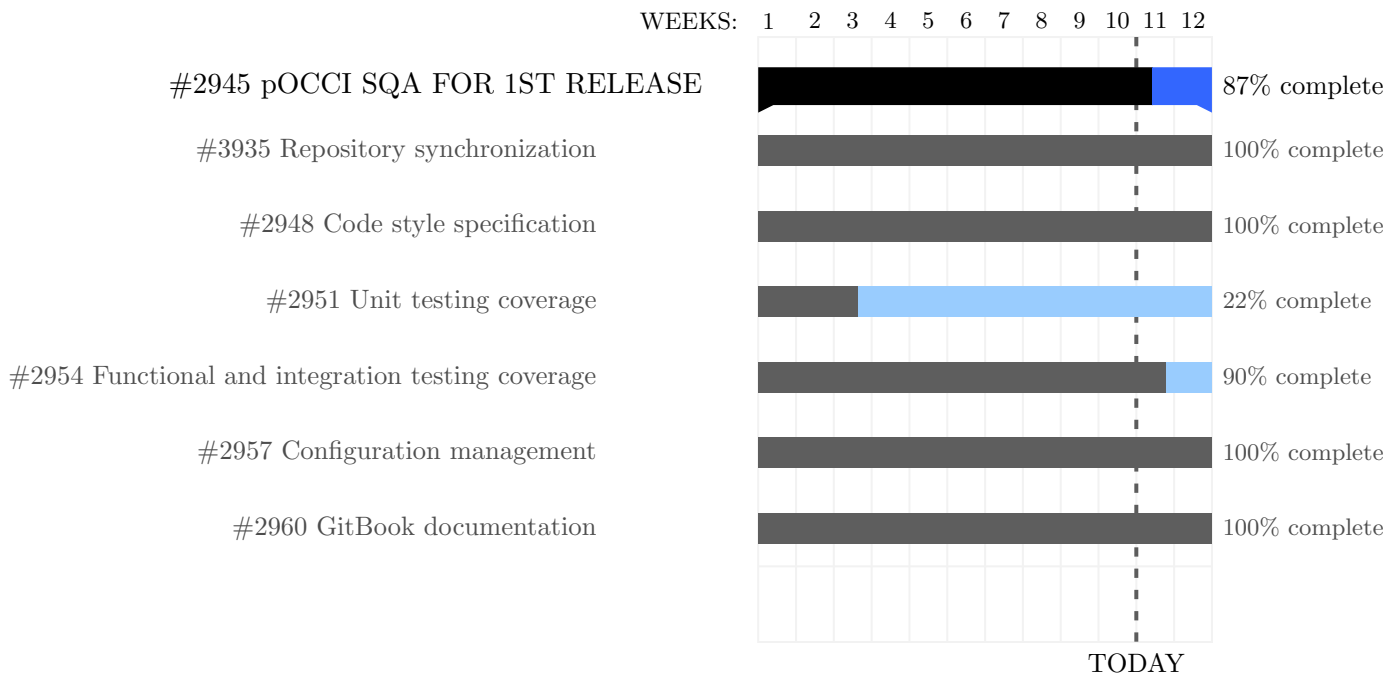 WEEKS: 1 2 3 4 5 6 7 8 9 10 11 12
#2945 pOCCI SQA FOR 1ST RELEASE 87% complete
#3935 Repository synchronization 100% complete
#2948 Code style specification 100% complete
#2951 Unit testing coverage 22% complete
#2954 Functional and integration testing coverage 90% complete
#2957 Configuration management 100% complete
#2960 GitBook documentation 100% complete
TODAY